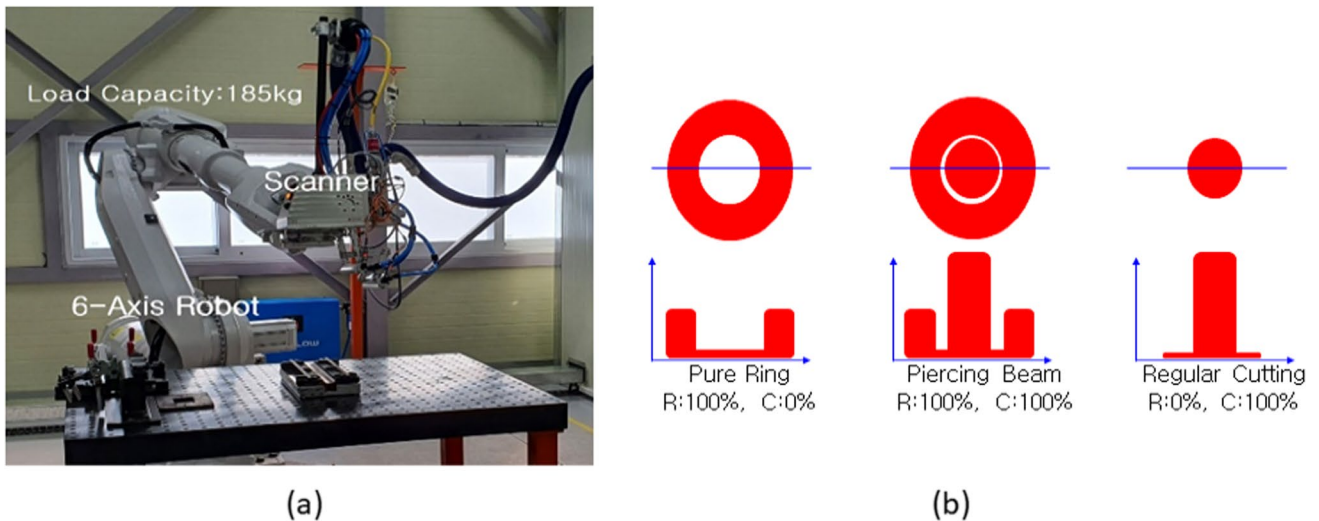 Load Capacity:185kg
Scanner
6-Axis Robot
LOW
(a)
Pure Ring
R:100%, C:0%
Piercing Beam
R:100%, C:100%
Regular Cutting
R:0%, C:100%
(b)